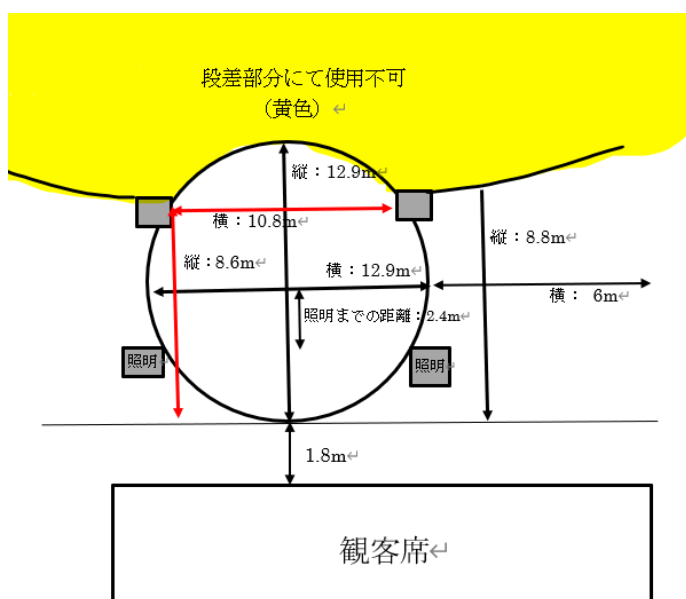 段差部分にて使用不可
（黄色）↵
縦：12.9m↵
横：10.8m↵
縦：8.8m↵
縦：8.6m↵
横：12.9m↵
横： 6m↵
照明までの距離：2.4m↵
照明↵
照明↵
1.8m↵
観客席↵